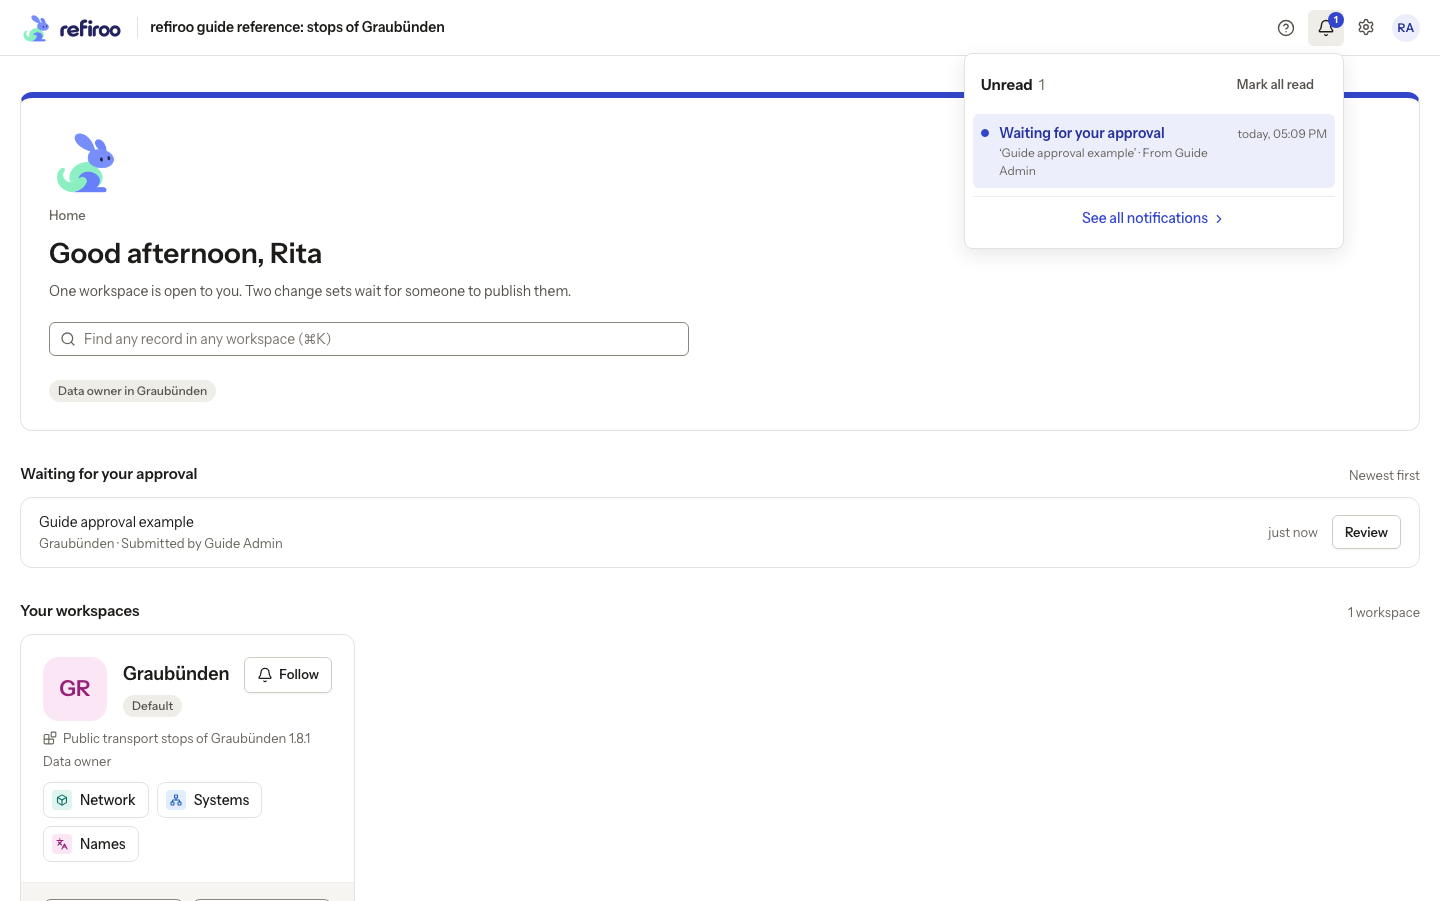 refiroo
refiroo guide reference: stops of Graubünden
1
RA
Unread 1
Mark all read
Waiting for your approval
today, 05:09 PM
‘Guide approval example’ · From Guide
Admin
See all notifications
Home
Good afternoon, Rita
One workspace is open to you. Two change sets wait for someone to publish them.
Find any record in any workspace (⌘K)
Data owner in Graubünden
Waiting for your approval
Newest first
Guide approval example
Graubünden · Submitted by Guide Admin
just now
Review
Your workspaces
1 workspace
GR
Graubünden
Follow
Default
Public transport stops of Graubünden 1.8.1
Data owner
Network
Systems
Names